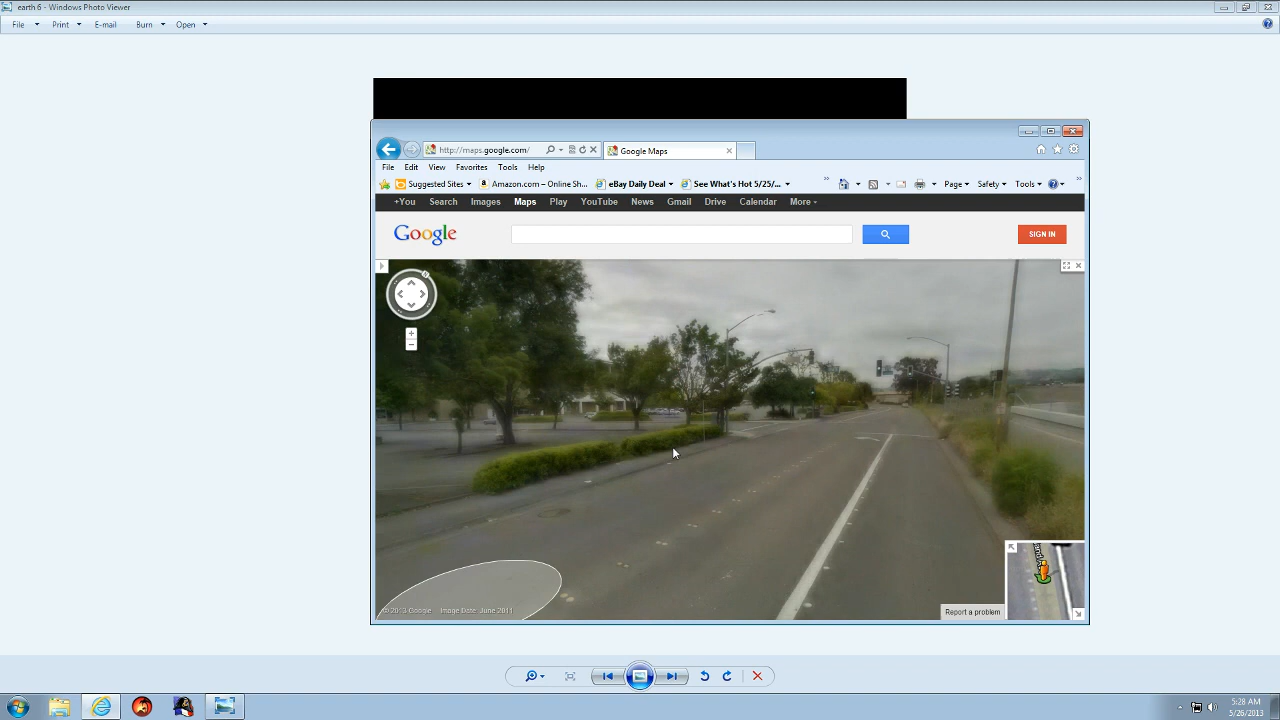 earth 6 - Windows Photo Viewer
File Print E-mail Burn Open
http://maps.google.com/ Google Maps
File Edit View Favorites Tools Help
Suggested Sites Amazon.com – Online Sh... eBay Daily Deal See What's Hot 5/25/... Page Safety Tools
+You Search Images Maps Play YouTube News Gmail Drive Calendar More
Google SIGN IN
© 2013 Google Image Date: June 2011 Report a problem
5:28 AM
5/26/2013